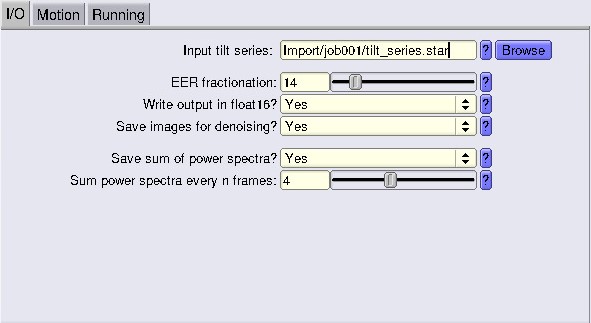 I/O Motion Running
Input tilt series: Import/job001/tilt_series.star ? Browse
EER fractionation: 14 ?
Write output in float16? Yes ?
Save images for denoising? Yes ?
Save sum of power spectra? Yes ?
Sum power spectra every n frames: 4 ?